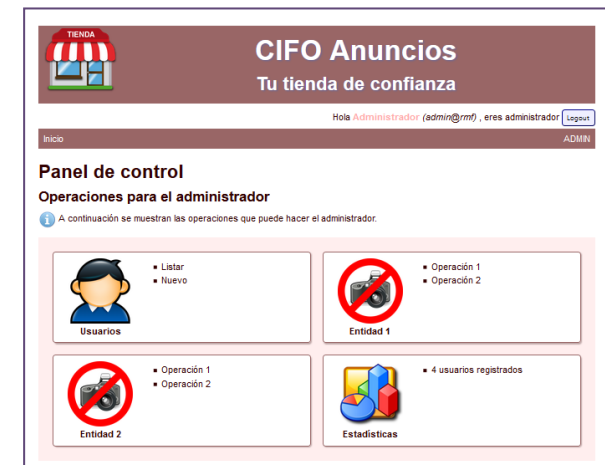 TIENDA
CIFO Anuncios
Tu tienda de confianza
Hola Administrador (admin@rmf) , eres administrador Logout
Inicio ADMIN
Panel de control
Operaciones para el administrador
A continuación se muestran las operaciones que puede hacer el administrador.
Listar
Nuevo
Usuarios
Operación 1
Operación 2
Entidad 1
Operación 1
Operación 2
Entidad 2
4 usuarios registrados
Estadísticas